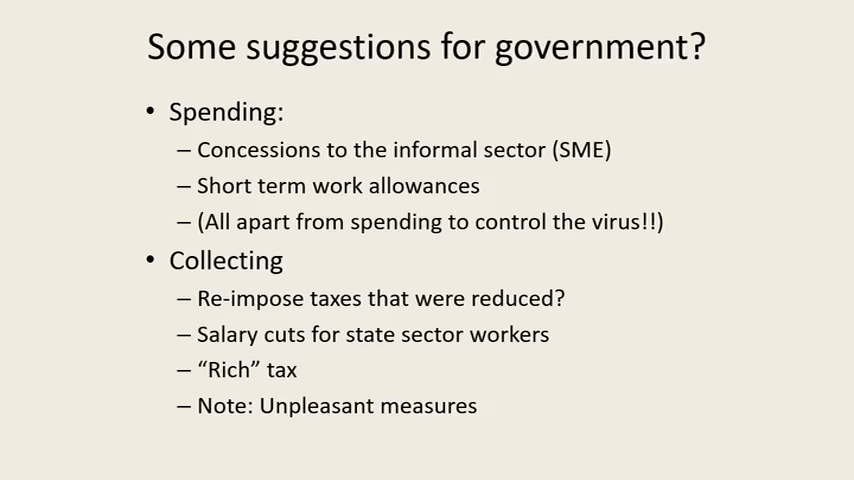 Some suggestions for government?
• Spending:
– Concessions to the informal sector (SME)
– Short term work allowances
– (All apart from spending to control the virus!!)
• Collecting
– Re-impose taxes that were reduced?
– Salary cuts for state sector workers
– “Rich” tax
– Note: Unpleasant measures